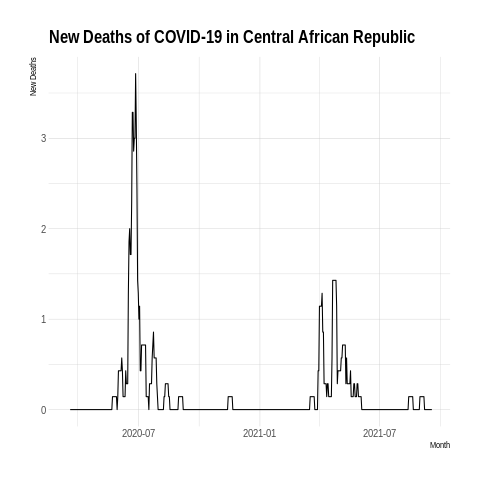 New Deaths of COVID-19 in Central African Republic
New Deaths
3
2
1
0
2020-07 2021-01 2021-07
Month